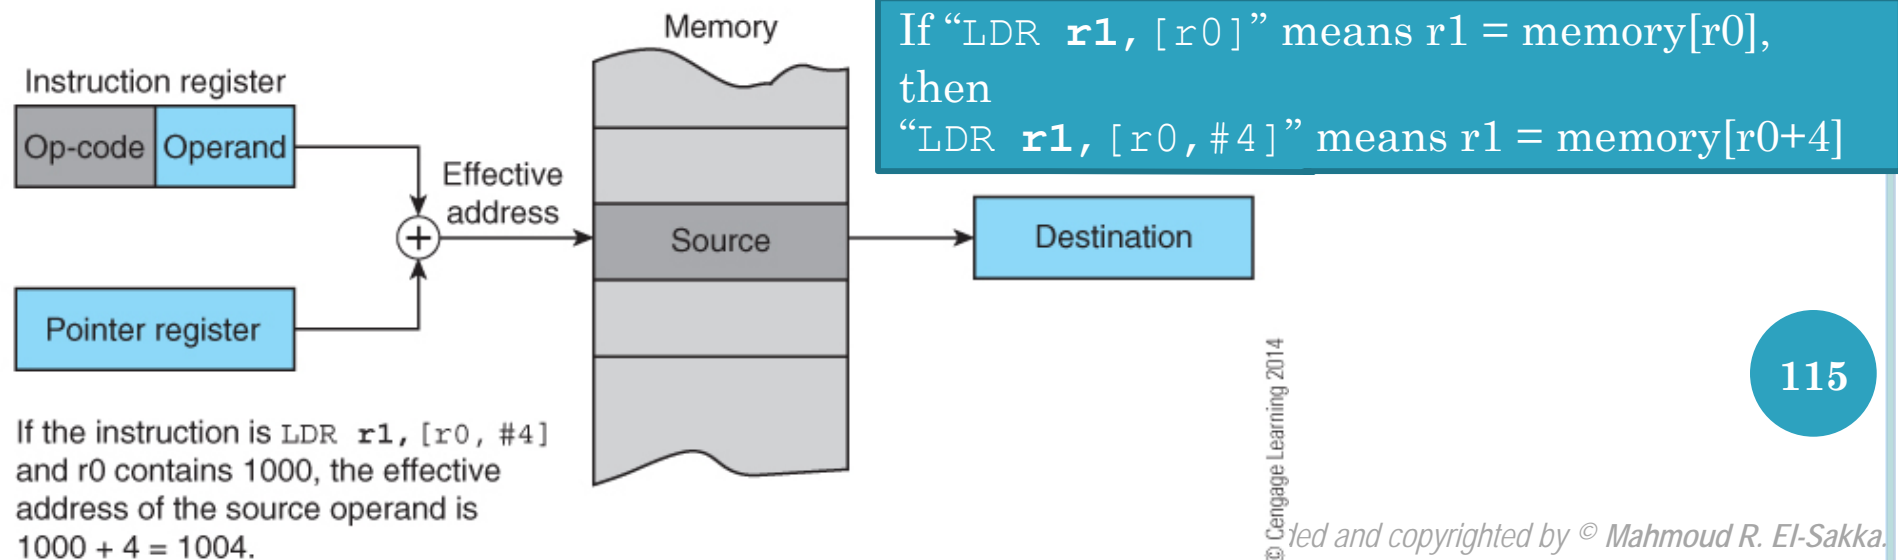 Memory
If “LDR r1,[r0]” means r1 = memory[r0],
then
“LDR r1,[r0,#4]” means r1 = memory[r0+4]
Instruction register
Op-code Operand
Effective
address
+
Source
Destination
Pointer register
115
If the instruction is LDR r1,[r0, #4]
and r0 contains 1000, the effective
address of the source operand is
1000 + 4 = 1004.
© Cengage Learning 2014
and copyrighted by © Mahmoud R. El-Sakka.